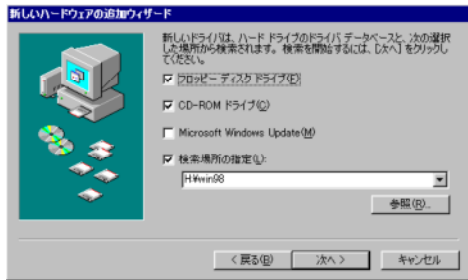 新しいハードウェアの追加ウィザード
新しいドライバは、ハード ドライブのドライバ データベースと、次の選択
した場所から検索されます。検索を開始するには、[次へ] をクリックし
てください。
フロッピー ディスク ドライブ(F)
CD-ROM ドライブ(C)
Microsoft Windows Update(M)
検索場所の指定(L):
H:¥win98
参照(R)...
< 戻る(B)
次へ >
キャンセル